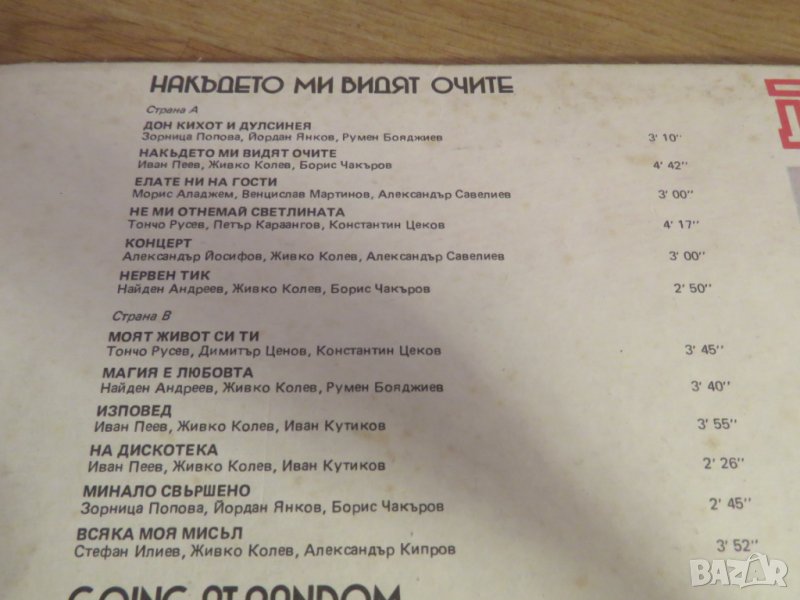 НАКЪДЕТО МИ ВИДЯТ ОЧИТЕ
Страна А
ДОН КИХОТ И ДУЛСИНЕЯ
Зорница Попова, Йордан Янков, Румен Бояджиев 3' 10''
НАКЪДЕТО МИ ВИДЯТ ОЧИТЕ
Иван Пеев, Живко Колев, Борис Чакъров 4' 42''
ЕЛАТЕ НИ НА ГОСТИ
Морис Аладжем, Венцислав Мартинов, Александър Савелиев 3' 00''
НЕ МИ ОТНЕМАЙ СВЕТЛИНАТА
Тончо Русев, Петър Караангов, Константин Цеков 4' 17''
КОНЦЕРТ
Александър Йосифов, Живко Колев, Александър Савелиев 3' 00''
НЕРВЕН ТИК
Найден Андреев, Живко Колев, Борис Чакъров 2' 50''
Страна В
МОЯТ ЖИВОТ СИ ТИ
Тончо Русев, Димитър Ценов, Константин Цеков 3' 45''
МАГИЯ Е ЛЮБОВТА
Найден Андреев, Живко Колев, Румен Бояджиев 3' 40''
ИЗПОВЕД
Иван Пеев, Живко Колев, Иван Кутиков 3' 55''
НА ДИСКОТЕКА
Иван Пеев, Живко Колев, Иван Кутиков 2' 26''
МИНАЛО СВЪРШЕНО
Зорница Попова, Йордан Янков, Борис Чакъров 2' 45''
ВСЯКА МОЯ МИСЪЛ
Стефан Илиев, Живко Колев, Александър Кипров 3' 52''
GOING AT RANDOM
BAZAR